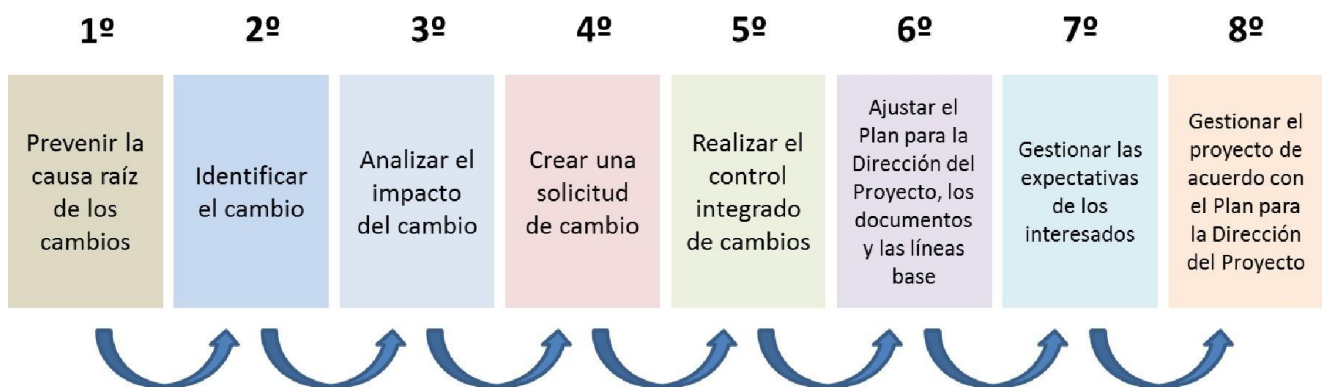 1º
2º
3º
4º
5º
6º
7º
8º
Prevenir la
causa raíz
de los
cambios
Identificar
el cambio
Analizar el
impacto
del cambio
Crear una
solicitud
de cambio
Realizar el
control
integrado
de cambios
Ajustar el
Plan para la
Dirección del
Proyecto, los
documentos
y las líneas
base
Gestionar las
expectativas
de los
interesados
Gestionar el
proyecto de
acuerdo con
el Plan para
la Dirección
del Proyecto